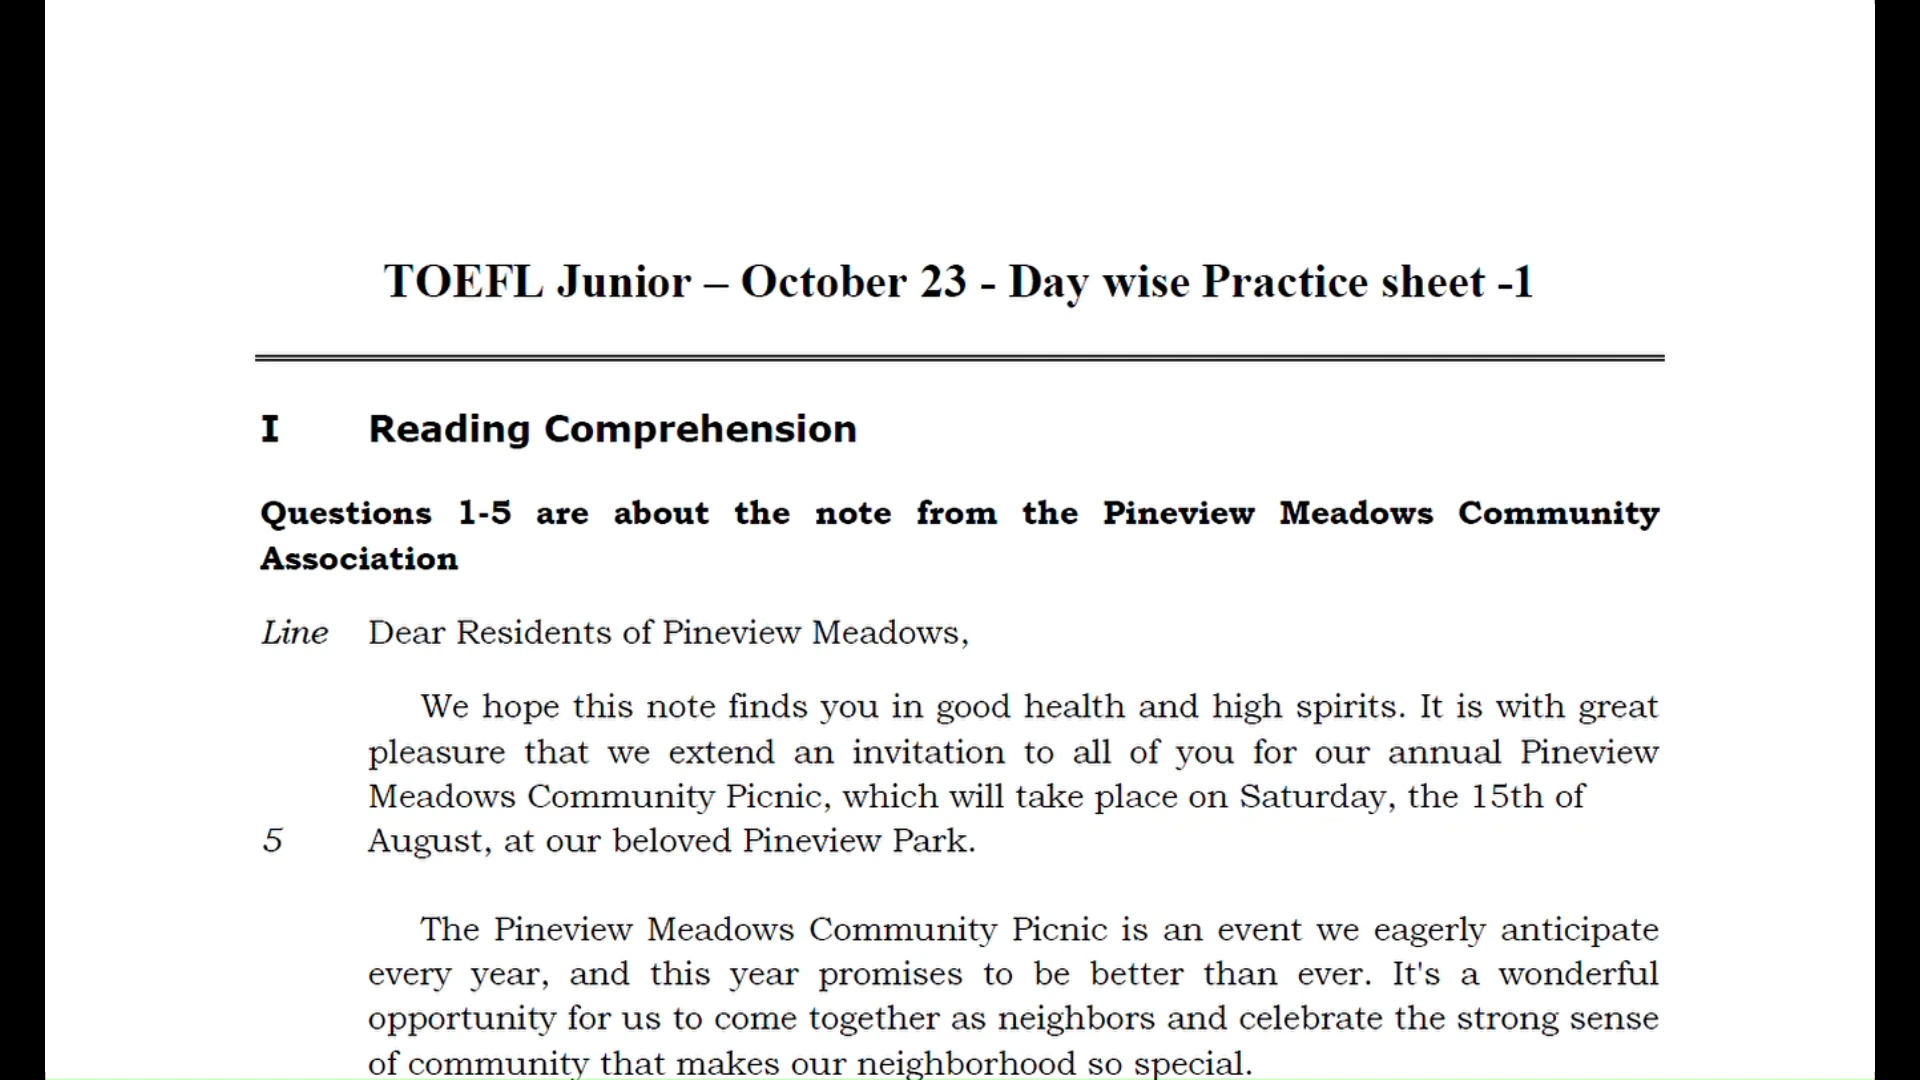 TOEFL Junior – October 23 - Day wise Practice sheet -1
I Reading Comprehension
Questions 1-5 are about the note from the Pineview Meadows Community
Association
Line Dear Residents of Pineview Meadows,
We hope this note finds you in good health and high spirits. It is with great
pleasure that we extend an invitation to all of you for our annual Pineview
Meadows Community Picnic, which will take place on Saturday, the 15th of
5 August, at our beloved Pineview Park.
The Pineview Meadows Community Picnic is an event we eagerly anticipate
every year, and this year promises to be better than ever. It's a wonderful
opportunity for us to come together as neighbors and celebrate the strong sense
of community that makes our neighborhood so special.